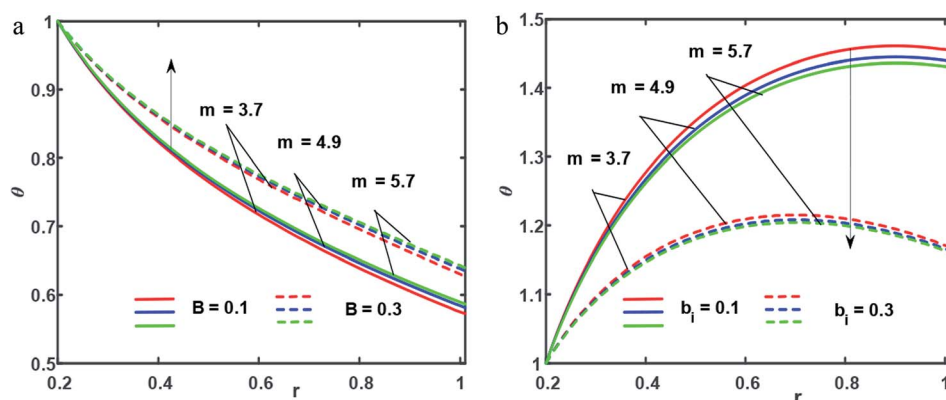 a
1
0.9
0.8
0.7
0.6
0.5
θ
m = 3.7
m = 4.9
m = 5.7
B = 0.1
B = 0.3
0.2
0.4
0.6
0.8
1
r
b
1.5
1.4
1.3
1.2
1.1
1
θ
m = 5.7
m = 4.9
m = 3.7
b_i = 0.1
b_i = 0.3
0.2
0.4
0.6
0.8
1
r